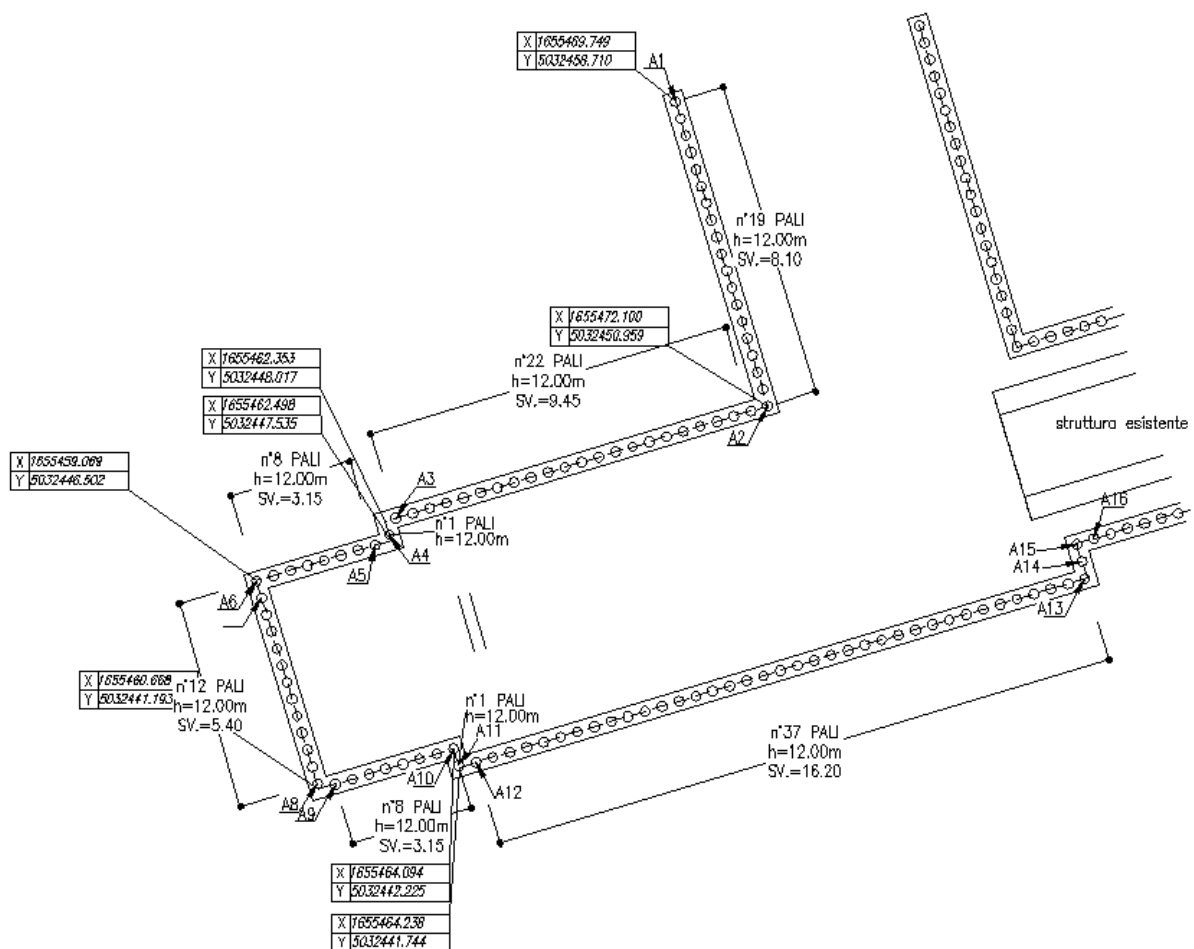 X 1655469.749
Y 5032458.710
A1
n°19 PALI
h=12.00m
SV.=8.10
X 1655472.100
Y 5032450.959
X 1655462.353
Y 5032448.017
n°22 PALI
h=12.00m
SV.=9.45
X 1655462.498
Y 5032447.535
A2
struttura esistente
X 1655459.069
Y 5032446.502
n°8 PALI
h=12.00m
SV.=3.15
A3
n°1 PALI
h=12.00m
A4
A5
A16
A15
A14
A13
A6
X 1655460.668
Y 5032441.193
n°12 PALI
h=12.00m
SV.=5.40
n°1 PALI
h=12.00m
A11
A10
A12
n°37 PALI
h=12.00m
SV.=16.20
A8
A9
n°8 PALI
h=12.00m
SV.=3.15
X 1655464.094
Y 5032442.225
X 1655464.238
Y 5032441.744